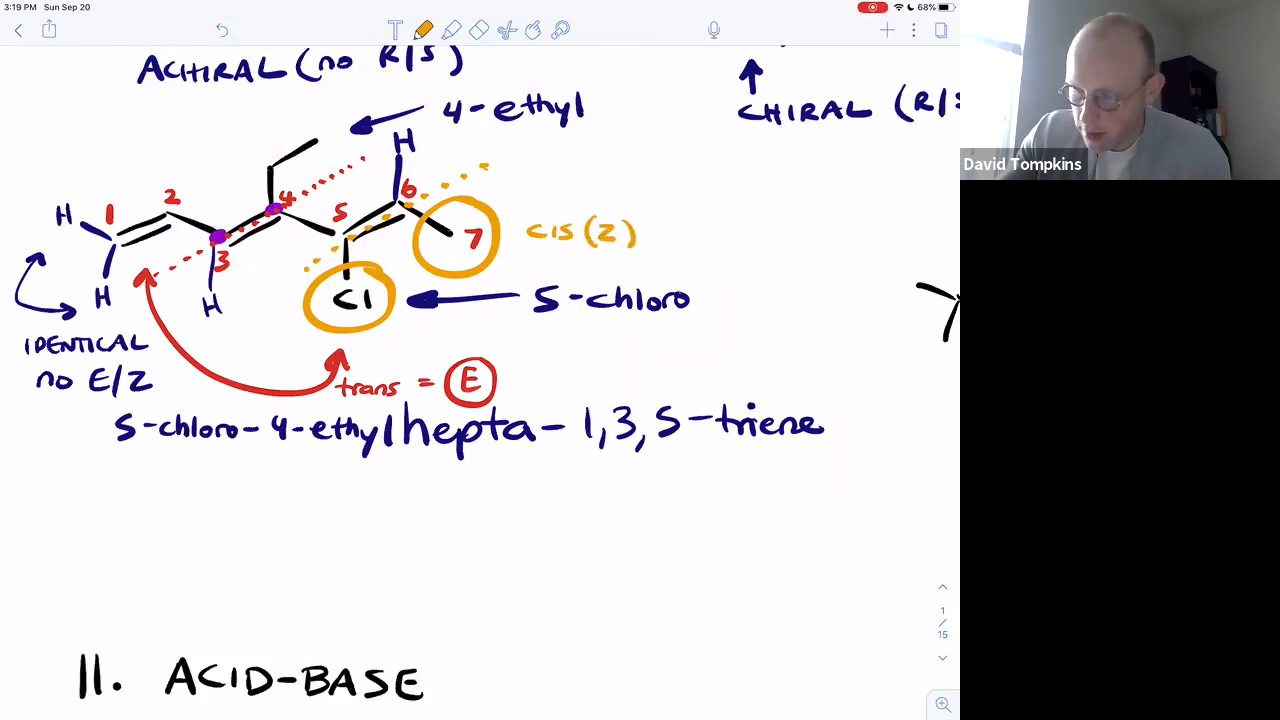 3:19 PM Sun Sep 20
68%
ACHIRAL (no R/S)
4-ethyl
CHIRAL (R/S
H
H
1
2
3
4
5
6
7
H
H
Cl
cis (Z)
5-chloro
IDENTICAL
no E/Z
trans = E
5-chloro-4-ethylhepta-1,3,5-triene
II. ACID-BASE
1
/
15
David Tompkins